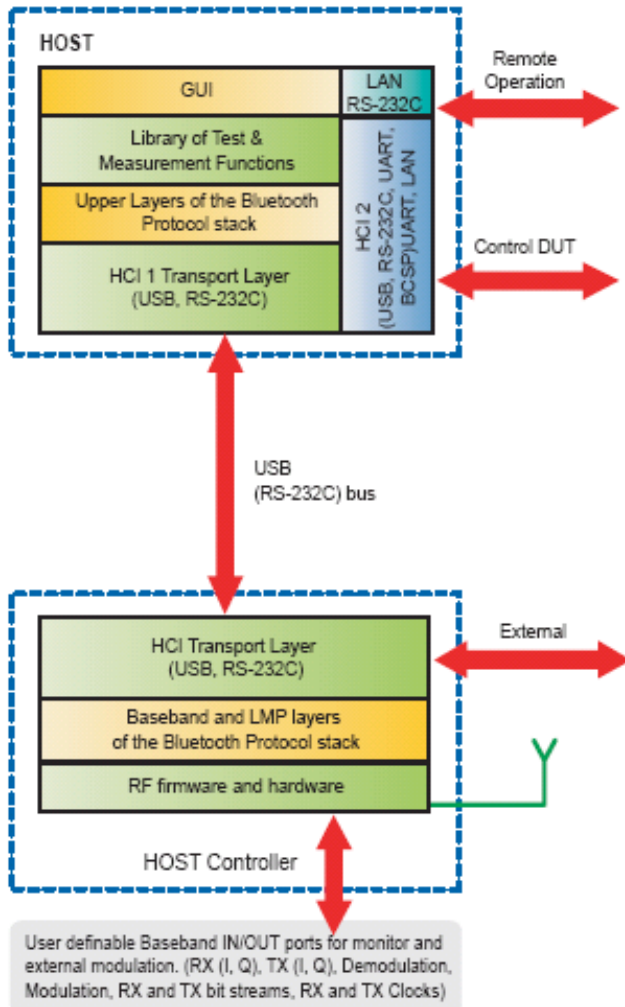 HOST
GUI
LAN
RS-232C
Remote
Operation
Library of Test &
Measurement Functions
Upper Layers of the Bluetooth
Protocol stack
HCI 1 Transport Layer
(USB, RS-232C)
HCI 2
(USB, RS-232C, UART,
BCSP)UART, LAN
Control DUT
USB
(RS-232C) bus
HCI Transport Layer
(USB, RS-232C)
External
Baseband and LMP layers
of the Bluetooth Protocol stack
RF firmware and hardware
HOST Controller
User definable Baseband IN/OUT ports for monitor and
external modulation. (RX (I, Q), TX (I, Q), Demodulation,
Modulation, RX and TX bit streams, RX and TX Clocks)